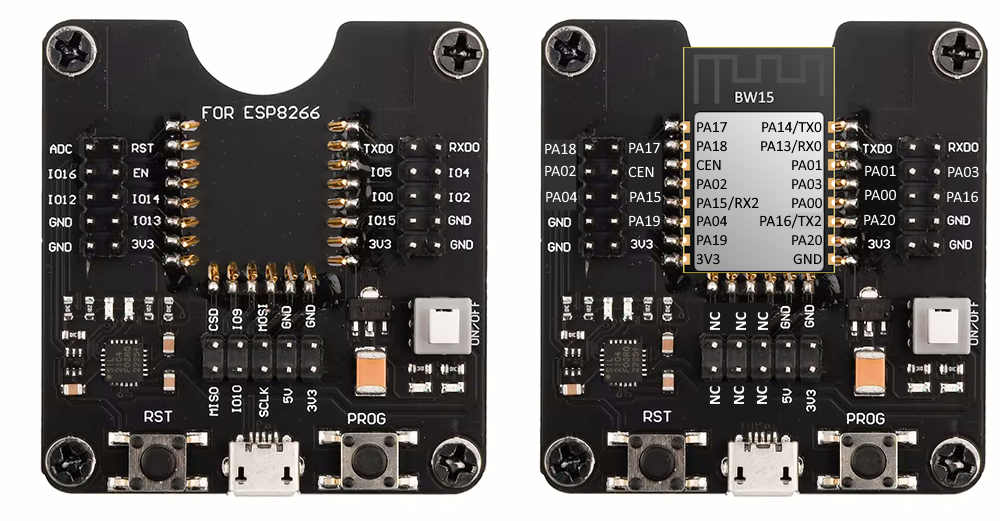 FOR ESP8266
ADC RST TXD0 RXD0
IO16 EN IO5 IO4
IO12 IO14 IO0 IO2
GND IO13 IO15 GND
GND 3V3 3V3 GND
CSD IO9 MOSI GND GND
MISO IO10 SCLK 5V 3V3
ON/OFF
RST PROG
BW15
PA17 PA14/TX0
PA18 PA13/RX0
CEN PA01
PA02 PA03
PA15/RX2 PA00
PA04 PA16/TX2
PA19 PA20
3V3 GND
PA18 PA17 TXD0 RXD0
PA02 CEN PA01 PA03
PA04 PA15 PA00 PA16
GND PA19 PA20 GND
GND 3V3 3V3 GND
NC NC NC GND GND
NC NC NC 5V 3V3
ON/OFF
RST PROG